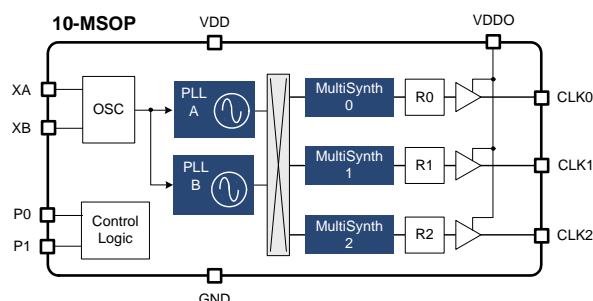 10-MSOP
VDD
VDDO
XA
XB
OSC
PLL
A
PLL
B
MultiSynth
0
R0
CLK0
MultiSynth
1
R1
CLK1
MultiSynth
2
R2
CLK2
P0
P1
Control
Logic
GND